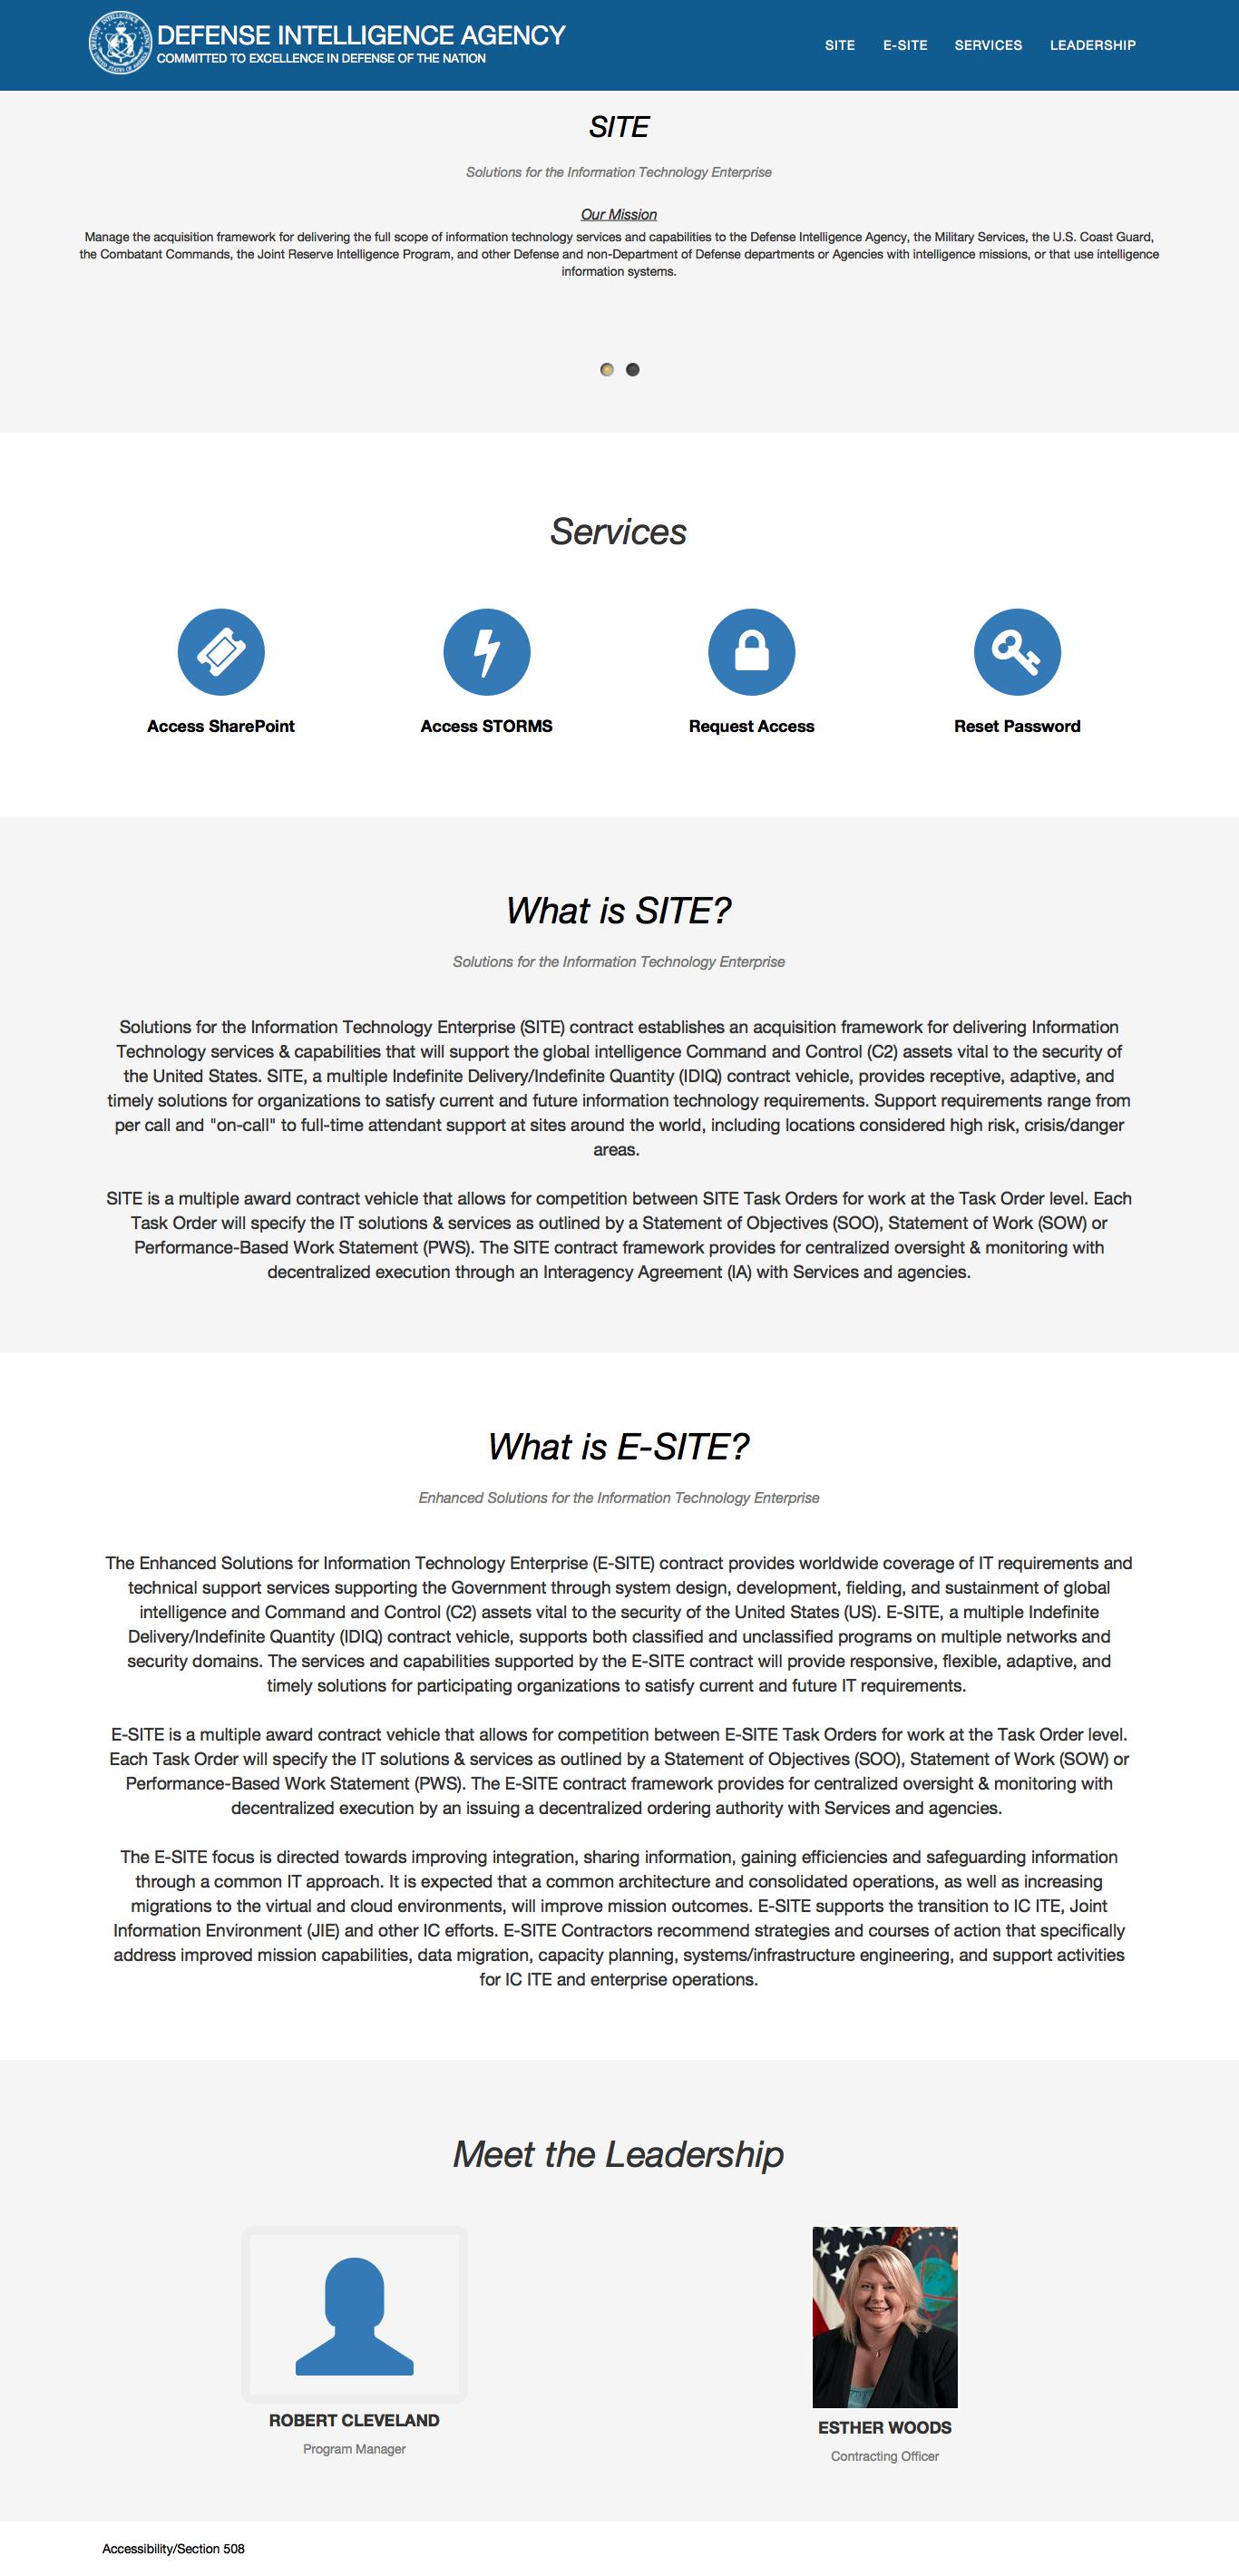 DEFENSE INTELLIGENCE AGENCY
COMMITTED TO EXCELLENCE IN DEFENSE OF THE NATION
SITE E-SITE SERVICES LEADERSHIP
SITE
Solutions for the Information Technology Enterprise
Our Mission
Manage the acquisition framework for delivering the full scope of information technology services and capabilities to the Defense Intelligence Agency, the Military Services, the U.S. Coast Guard,
the Combatant Commands, the Joint Reserve Intelligence Program, and other Defense and non-Department of Defense departments or Agencies with intelligence missions, or that use intelligence
information systems.
Services
Access SharePoint
Access STORMS
Request Access
Reset Password
What is SITE?
Solutions for the Information Technology Enterprise
Solutions for the Information Technology Enterprise (SITE) contract establishes an acquisition framework for delivering Information
Technology services & capabilities that will support the global intelligence Command and Control (C2) assets vital to the security of
the United States. SITE, a multiple Indefinite Delivery/Indefinite Quantity (IDIQ) contract vehicle, provides receptive, adaptive, and
timely solutions for organizations to satisfy current and future information technology requirements. Support requirements range from
per call and "on-call" to full-time attendant support at sites around the world, including locations considered high risk, crisis/danger
areas.
SITE is a multiple award contract vehicle that allows for competition between SITE Task Orders for work at the Task Order level. Each
Task Order will specify the IT solutions & services as outlined by a Statement of Objectives (SOO), Statement of Work (SOW) or
Performance-Based Work Statement (PWS). The SITE contract framework provides for centralized oversight & monitoring with
decentralized execution through an Interagency Agreement (IA) with Services and agencies.
What is E-SITE?
Enhanced Solutions for the Information Technology Enterprise
The Enhanced Solutions for Information Technology Enterprise (E-SITE) contract provides worldwide coverage of IT requirements and
technical support services supporting the Government through system design, development, fielding, and sustainment of global
intelligence and Command and Control (C2) assets vital to the security of the United States (US). E-SITE, a multiple Indefinite
Delivery/Indefinite Quantity (IDIQ) contract vehicle, supports both classified and unclassified programs on multiple networks and
security domains. The services and capabilities supported by the E-SITE contract will provide responsive, flexible, adaptive, and
timely solutions for participating organizations to satisfy current and future IT requirements.
E-SITE is a multiple award contract vehicle that allows for competition between E-SITE Task Orders for work at the Task Order level.
Each Task Order will specify the IT solutions & services as outlined by a Statement of Objectives (SOO), Statement of Work (SOW) or
Performance-Based Work Statement (PWS). The E-SITE contract framework provides for centralized oversight & monitoring with
decentralized execution by an issuing a decentralized ordering authority with Services and agencies.
The E-SITE focus is directed towards improving integration, sharing information, gaining efficiencies and safeguarding information
through a common IT approach. It is expected that a common architecture and consolidated operations, as well as increasing
migrations to the virtual and cloud environments, will improve mission outcomes. E-SITE supports the transition to IC ITE, Joint
Information Environment (JIE) and other IC efforts. E-SITE Contractors recommend strategies and courses of action that specifically
address improved mission capabilities, data migration, capacity planning, systems/infrastructure engineering, and support activities
for IC ITE and enterprise operations.
Meet the Leadership
ROBERT CLEVELAND
Program Manager
ESTHER WOODS
Contracting Officer
Accessibility/Section 508